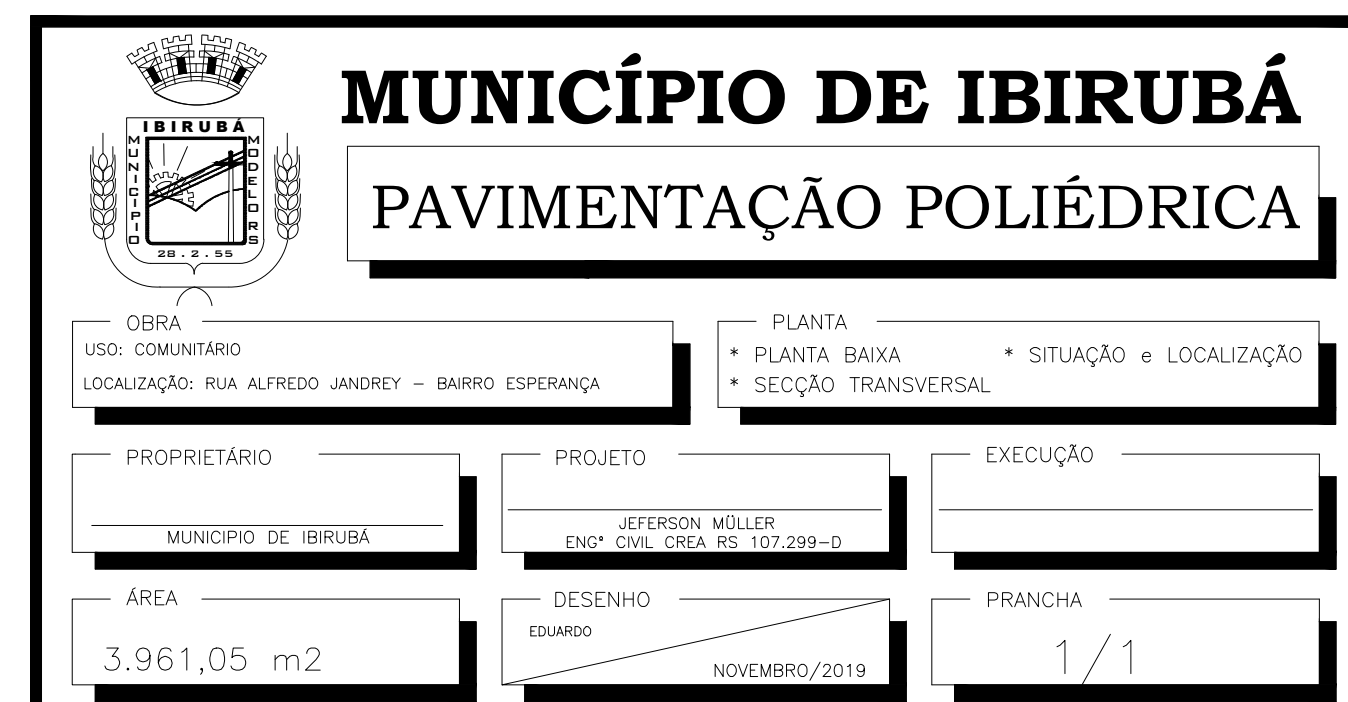 IBIRUBÁ
MUNICIPIO
MODELO RS
28.2.55
MUNICÍPIO DE IBIRUBÁ
PAVIMENTAÇÃO POLIÉDRICA
OBRA
USO: COMUNITÁRIO
LOCALIZAÇÃO: RUA ALFREDO JANDREY – BAIRRO ESPERANÇA
PLANTA
* PLANTA BAIXA * SITUAÇÃO e LOCALIZAÇÃO
* SECÇÃO TRANSVERSAL
PROPRIETÁRIO
MUNICIPIO DE IBIRUBÁ
PROJETO
JEFERSON MÜLLER
ENGº CIVIL CREA RS 107.299–D
EXECUÇÃO
ÁREA
3.961,05 m2
DESENHO
EDUARDO
NOVEMBRO/2019
PRANCHA
1/1